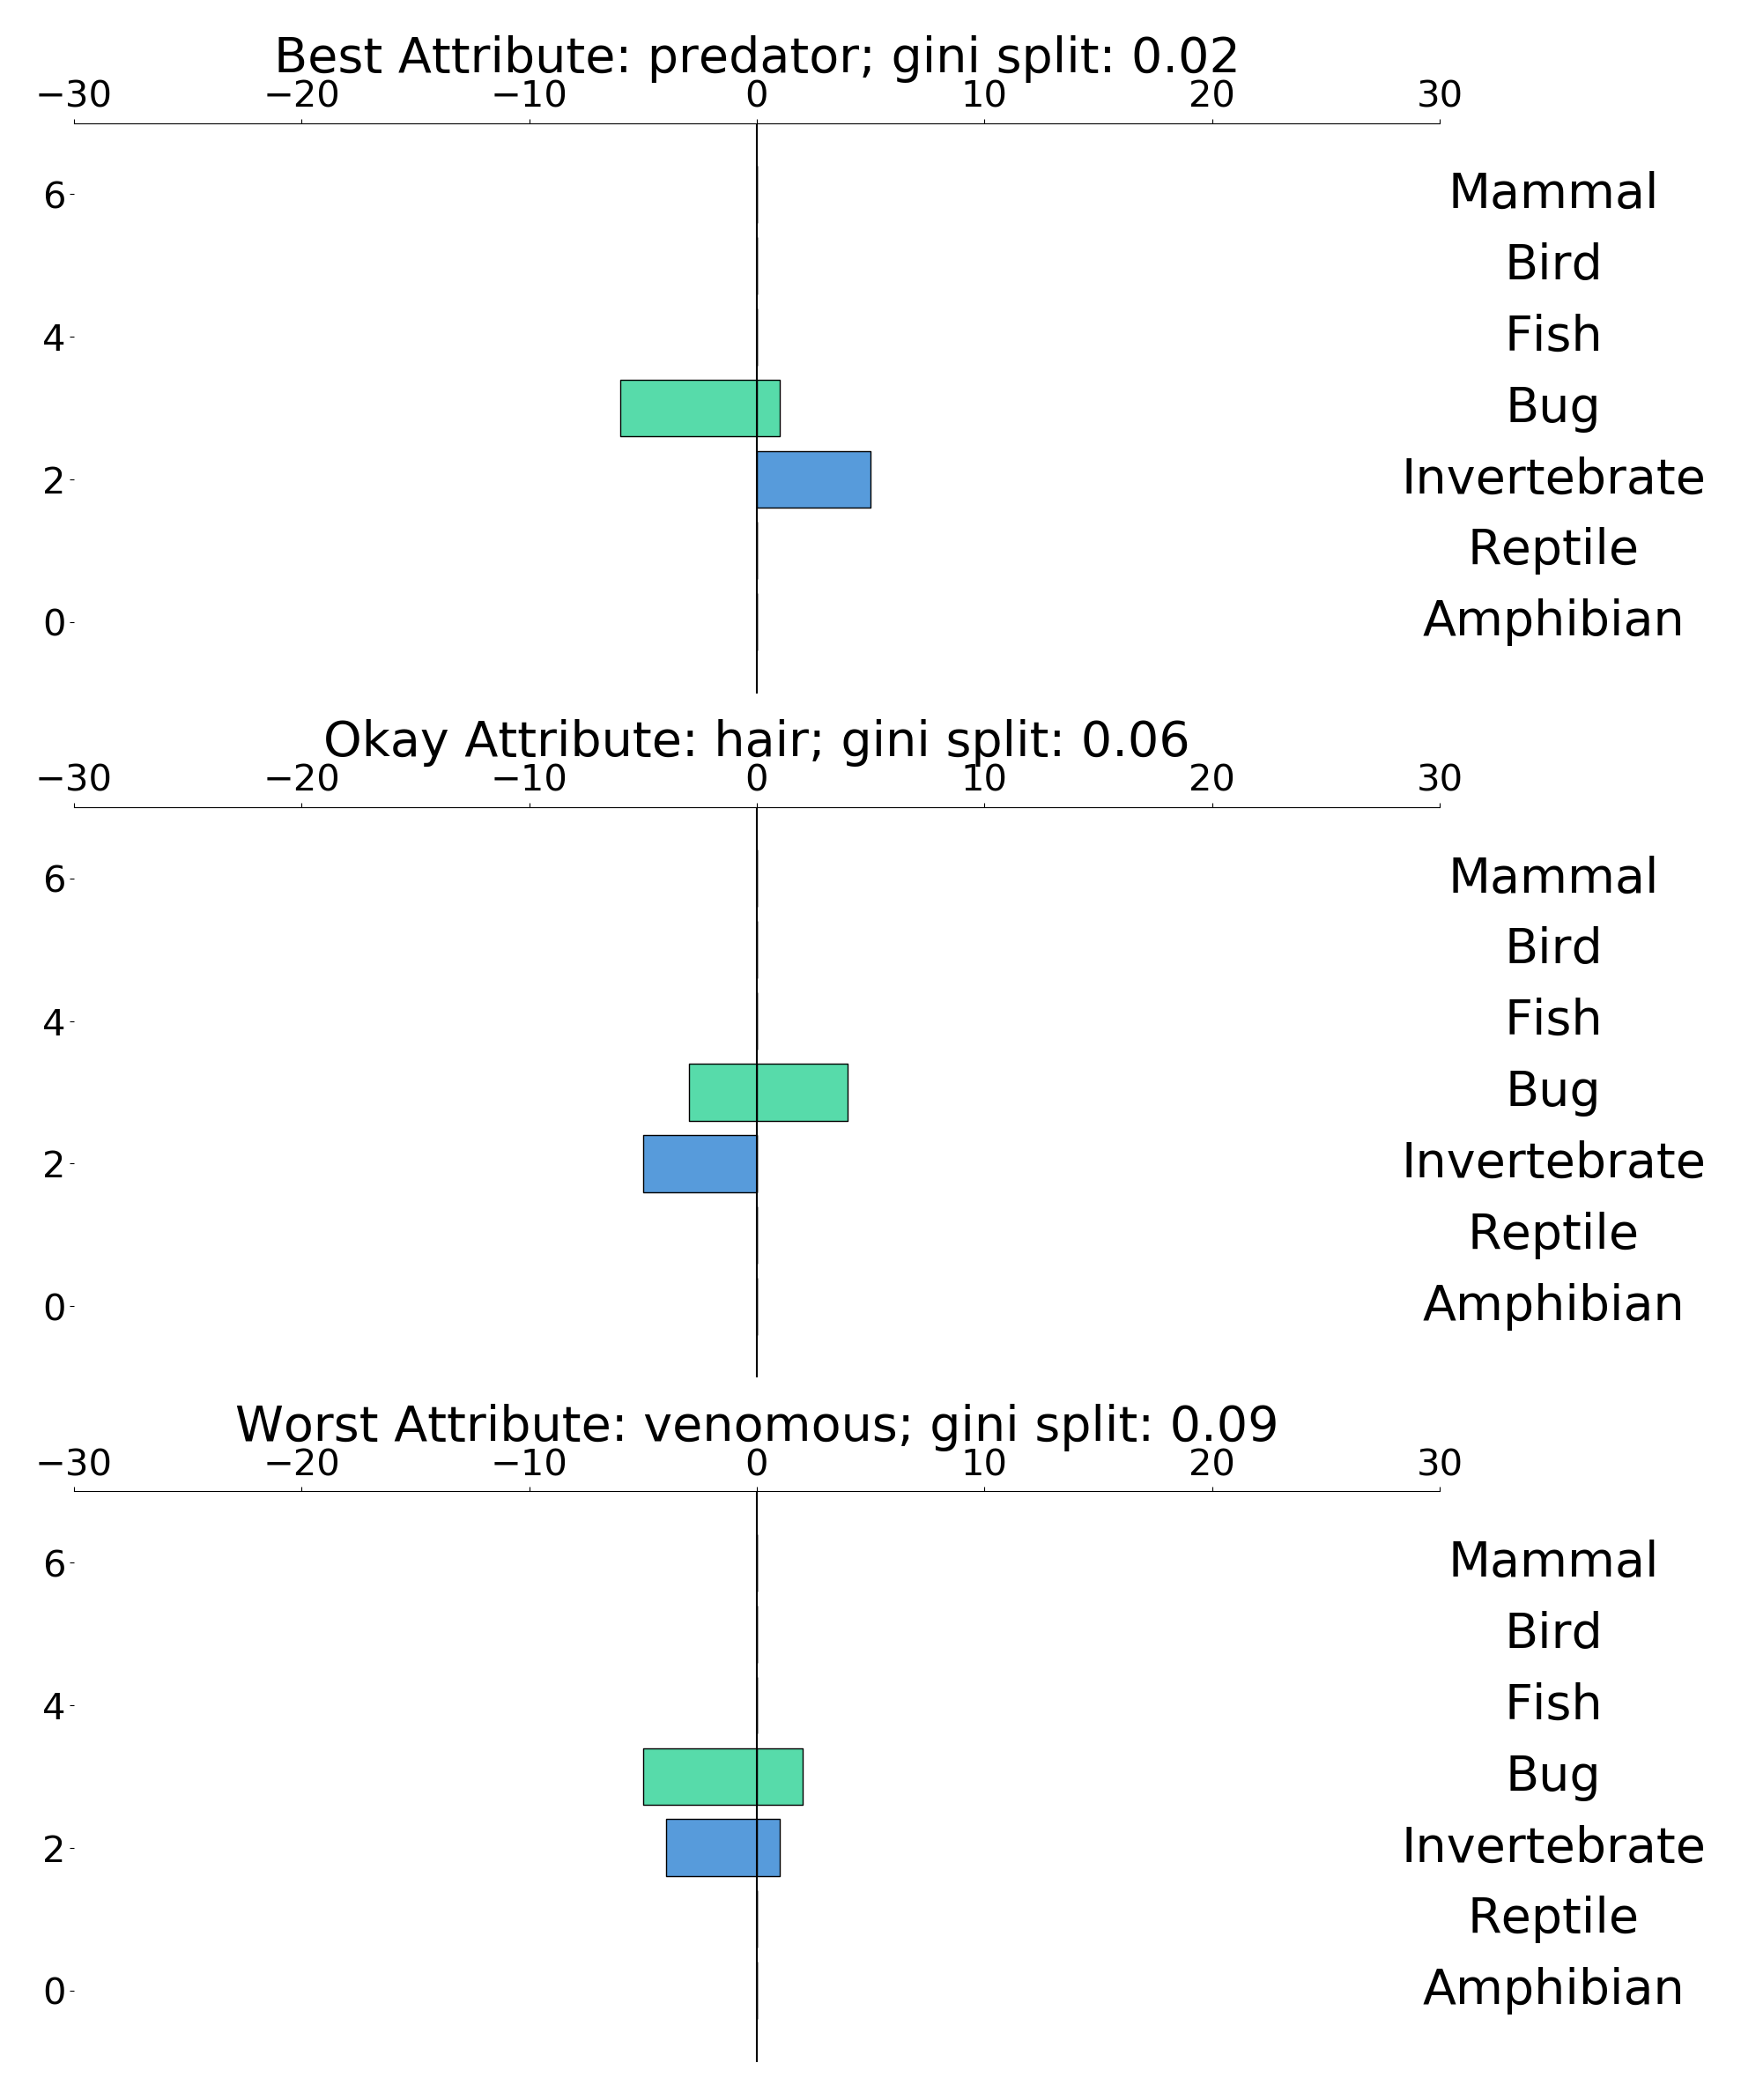 Best Attribute: predator; gini split: 0.02
−30 −20 −10 0 10 20 30
6 Mammal
Bird
4 Fish
Bug
2 Invertebrate
Reptile
0 Amphibian
Okay Attribute: hair; gini split: 0.06
−30 −20 −10 0 10 20 30
6 Mammal
Bird
4 Fish
Bug
2 Invertebrate
Reptile
0 Amphibian
Worst Attribute: venomous; gini split: 0.09
−30 −20 −10 0 10 20 30
6 Mammal
Bird
4 Fish
Bug
2 Invertebrate
Reptile
0 Amphibian